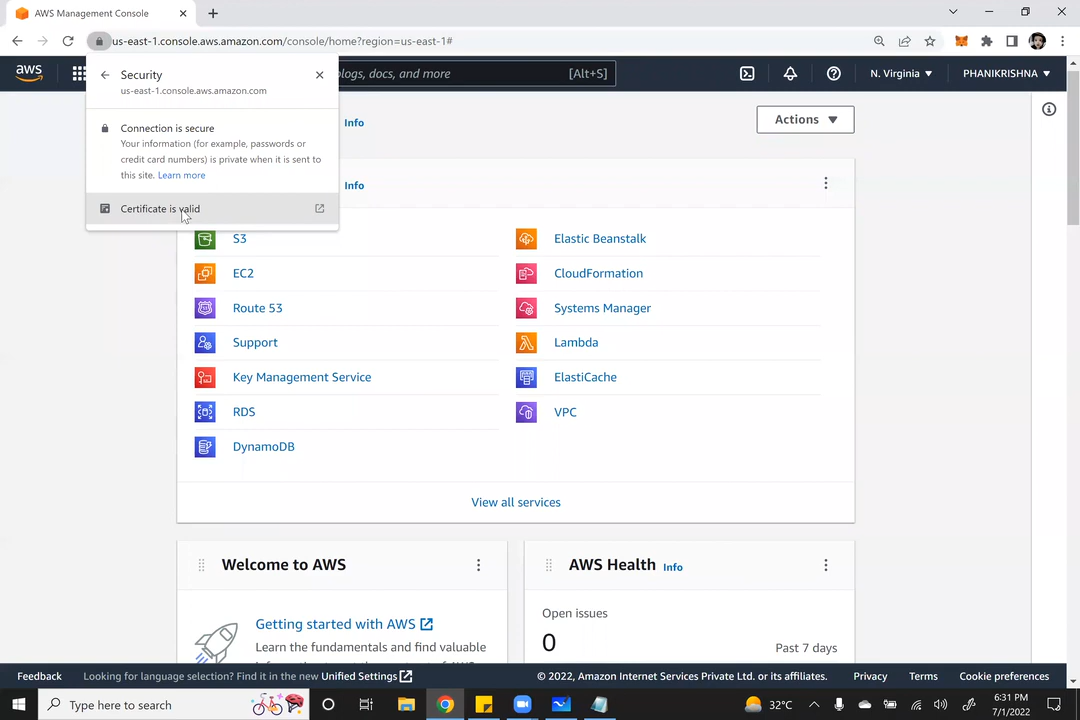 AWS Management Console
us-east-1.console.aws.amazon.com/console/home?region=us-east-1#
aws
blogs, docs, and more
[Alt+S]
N. Virginia
PHANIKRISHNA
Security
us-east-1.console.aws.amazon.com
Connection is secure
Your information (for example, passwords or
credit card numbers) is private when it is sent to
this site. Learn more
Certificate is valid
Info
Actions
Info
S3
EC2
Route 53
Support
Key Management Service
RDS
DynamoDB
Elastic Beanstalk
CloudFormation
Systems Manager
Lambda
ElastiCache
VPC
View all services
Welcome to AWS
Getting started with AWS
Learn the fundamentals and find valuable
AWS Health Info
Open issues
0
Past 7 days
Feedback
Looking for language selection? Find it in the new Unified Settings
© 2022, Amazon Internet Services Private Ltd. or its affiliates.
Privacy
Terms
Cookie preferences
Type here to search
32°C
6:31 PM
7/1/2022